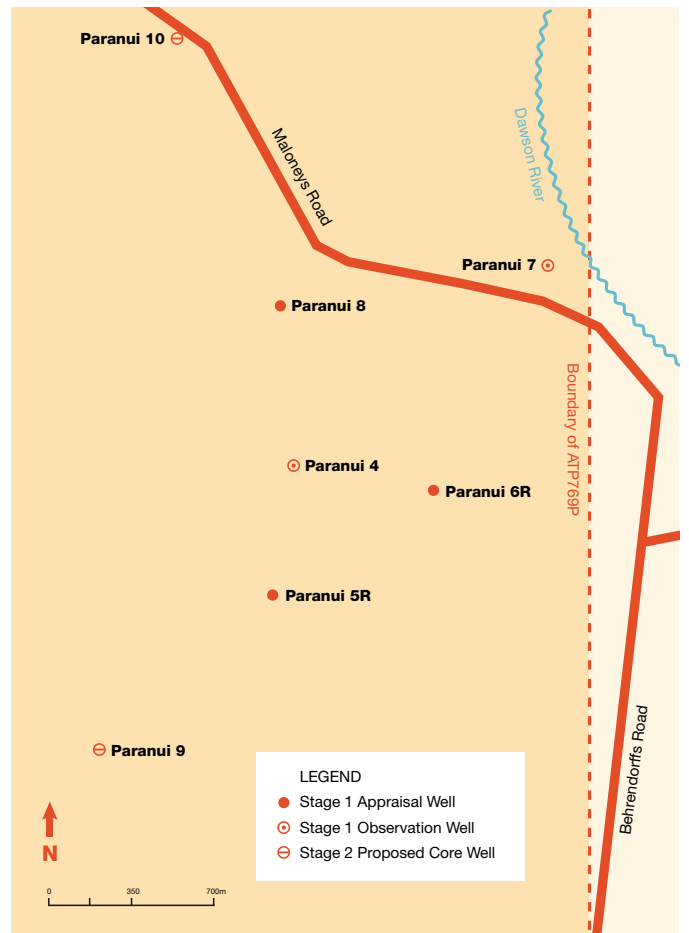 Paranui 10
Maloneys Road
Dawson River
Paranui 7
Paranui 8
Boundary of ATP769P
Paranui 4
Paranui 6R
Paranui 5R
Behrendorffs Road
Paranui 9
LEGEND
Stage 1 Appraisal Well
Stage 1 Observation Well
Stage 2 Proposed Core Well
N
0 350 700m